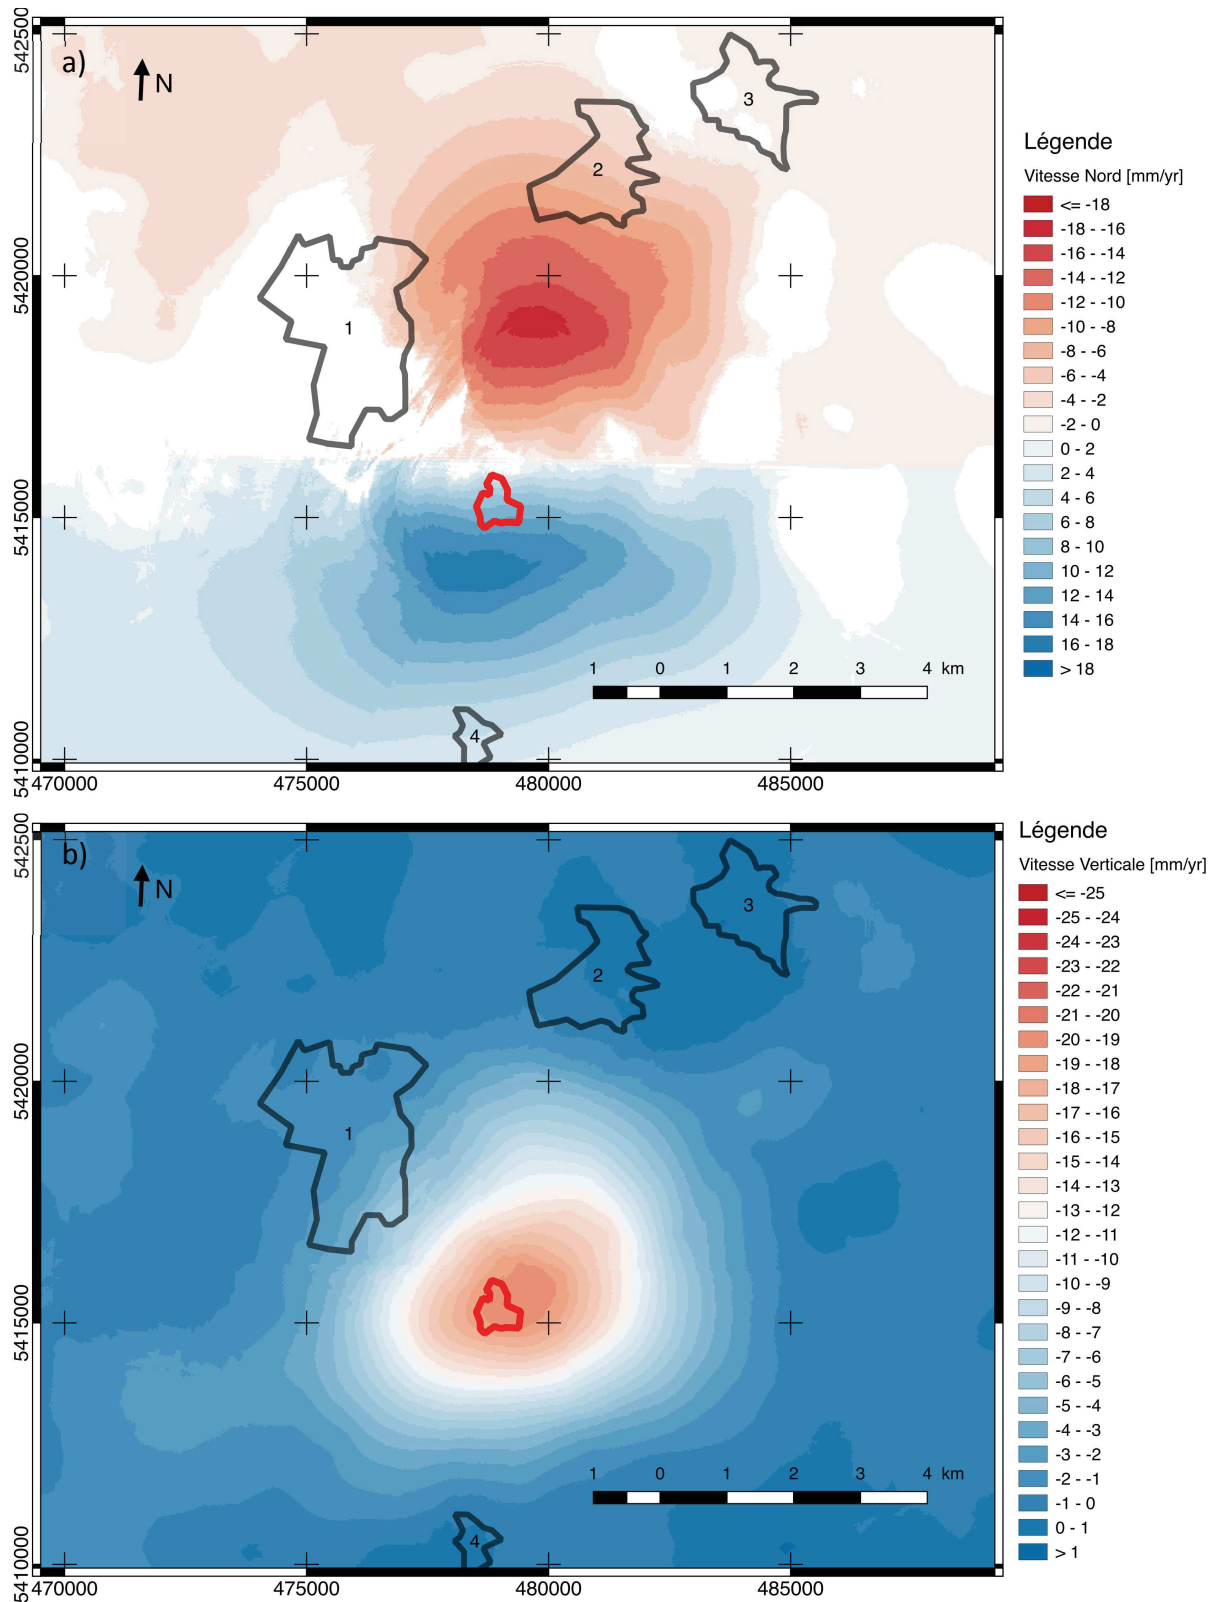 a)
N
5425000
5420000
5415000
5410000
1
2
3
4
1 0 1 2 3 4 km
470000 475000 480000 485000
Légende
Vitesse Nord [mm/yr]
<= -18
-18 - -16
-16 - -14
-14 - -12
-12 - -10
-10 - -8
-8 - -6
-6 - -4
-4 - -2
-2 - 0
0 - 2
2 - 4
4 - 6
6 - 8
8 - 10
10 - 12
12 - 14
14 - 16
16 - 18
> 18
b)
N
5425000
5420000
5415000
5410000
1
2
3
4
1 0 1 2 3 4 km
470000 475000 480000 485000
Légende
Vitesse Verticale [mm/yr]
<= -25
-25 - -24
-24 - -23
-23 - -22
-22 - -21
-21 - -20
-20 - -19
-19 - -18
-18 - -17
-17 - -16
-16 - -15
-15 - -14
-14 - -13
-13 - -12
-12 - -11
-11 - -10
-10 - -9
-9 - -8
-8 - -7
-7 - -6
-6 - -5
-5 - -4
-4 - -3
-3 - -2
-2 - -1
-1 - 0
0 - 1
> 1